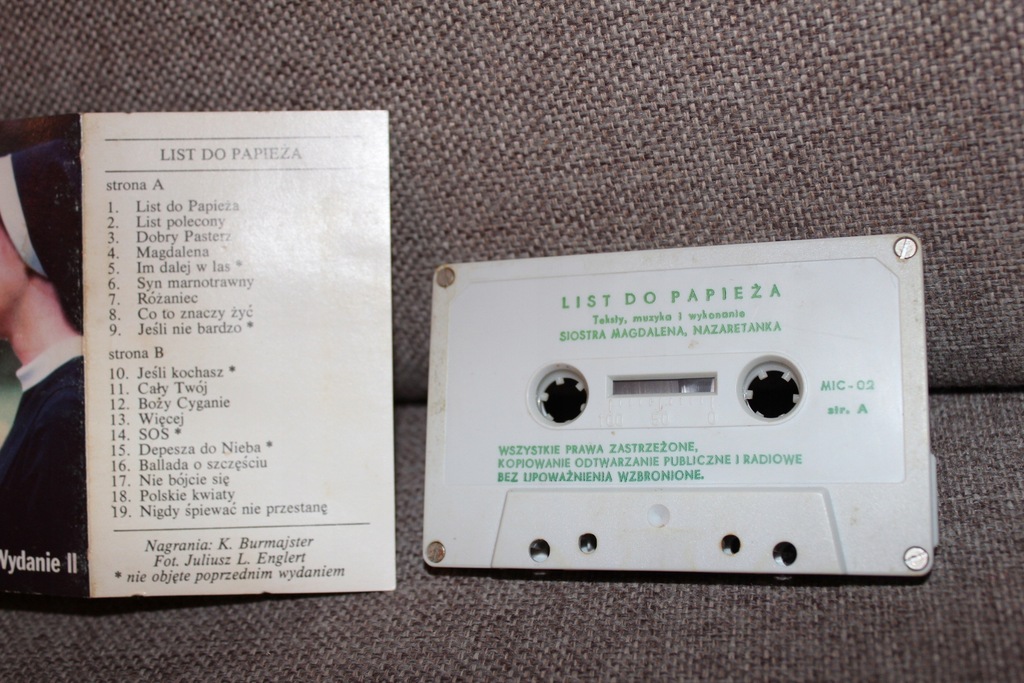 LIST DO PAPIEŻA
strona A
1. List do Papieża
2. List polecony
3. Dobry Pasterz
4. Magdalena
5. Im dalej w las *
6. Syn marnotrawny
7. Różaniec
8. Co to znaczy żyć
9. Jeśli nie bardzo *
strona B
10. Jeśli kochasz *
11. Cały Twój
12. Boży Cyganie
13. Więcej
14. SOS *
15. Depesza do Nieba *
16. Ballada o szczęściu
17. Nie bójcie się
18. Polskie kwiaty
19. Nigdy śpiewać nie przestanę
Nagrania: K. Burmajster
Fot. Juliusz L. Englert
* nie objęte poprzednim wydaniem
Wydanie II
LIST DO PAPIEŻA
Teksty, muzyka i wykonanie
SIOSTRA MAGDALENA, NAZARETANKA
MIC-02
str. A
WSZYSTKIE PRAWA ZASTRZEŻONE,
KOPIOWANIE ODTWARZANIE PUBLICZNE I RADIOWE
BEZ UPOWAŻNIENIA WZBRONIONE.
100 50 0